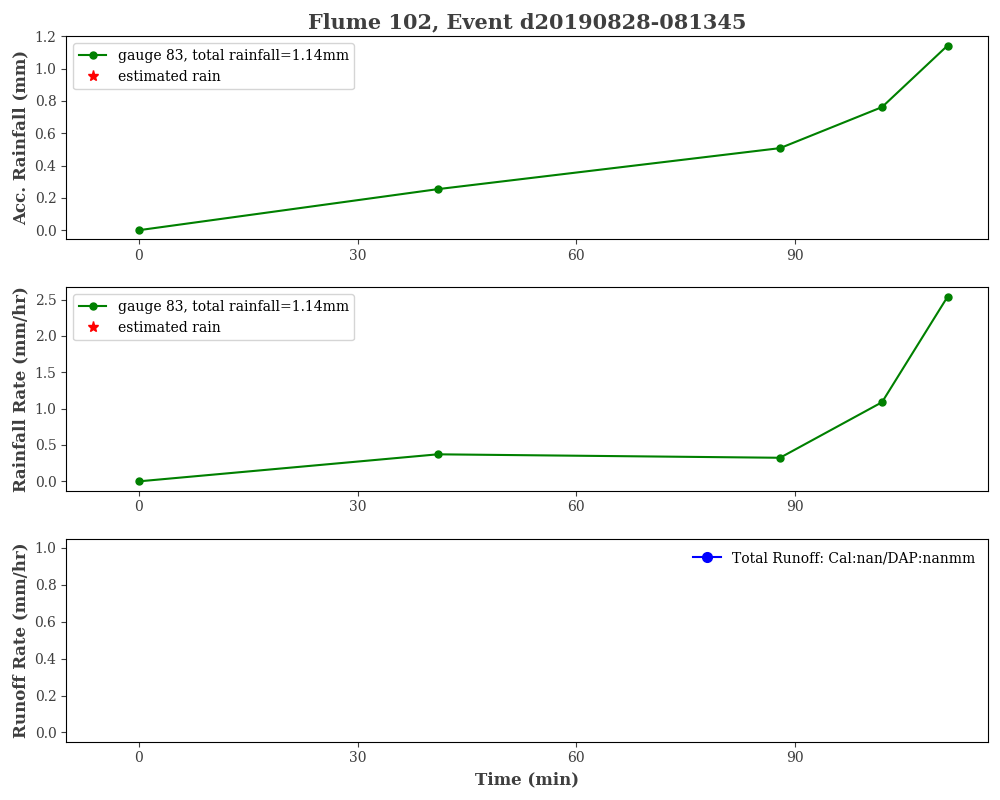 Flume 102, Event d20190828-081345
Acc. Rainfall (mm)
1.2
1.0
0.8
0.6
0.4
0.2
0.0
gauge 83, total rainfall=1.14mm
estimated rain
0 30 60 90
Rainfall Rate (mm/hr)
2.5
2.0
1.5
1.0
0.5
0.0
gauge 83, total rainfall=1.14mm
estimated rain
0 30 60 90
Runoff Rate (mm/hr)
1.0
0.8
0.6
0.4
0.2
0.0
Total Runoff: Cal:nan/DAP:nanmm
0 30 60 90
Time (min)